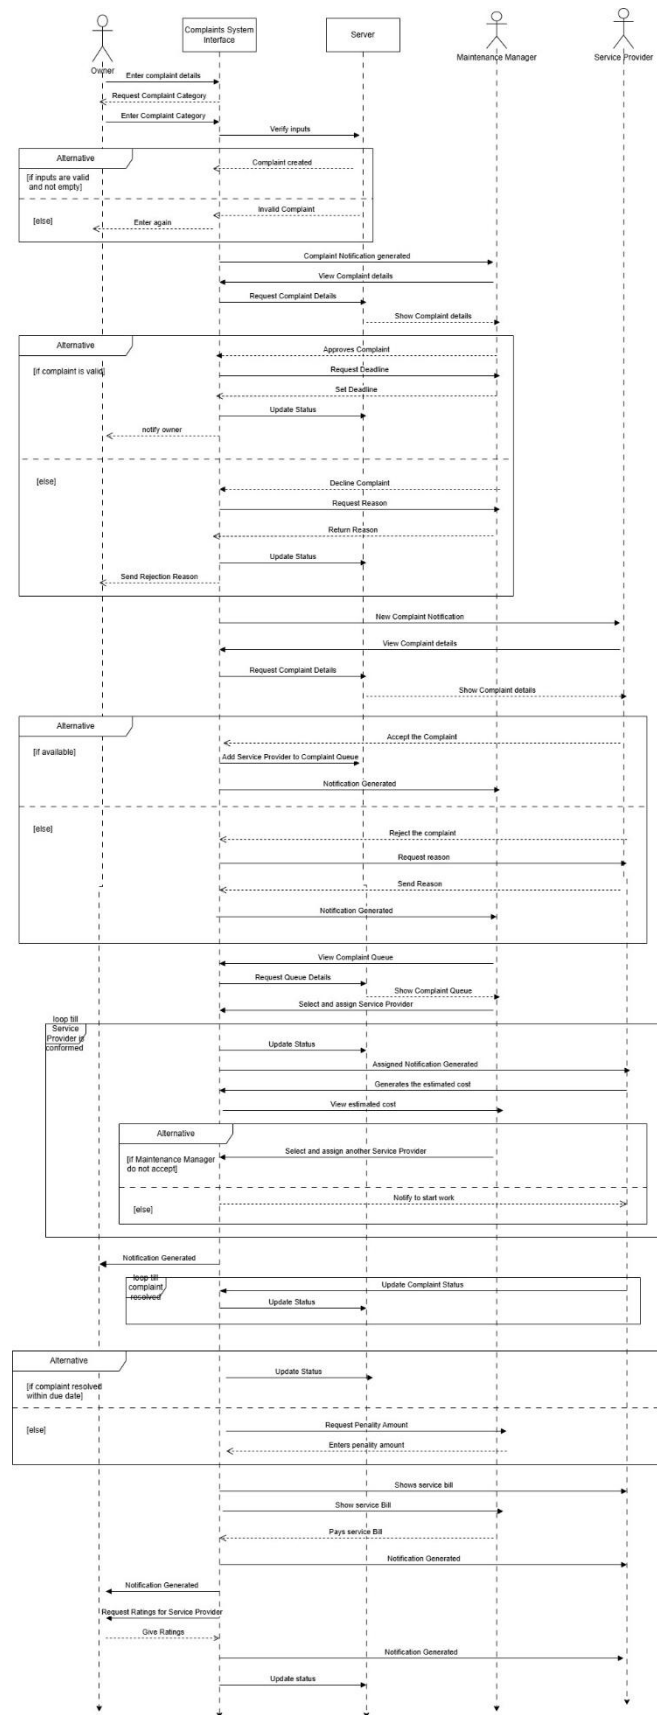 Complaints System
Interface
Server
Owner
Maintenance Manager
Service Provider
Enter complaint details
Request Complaint Category
Enter Complaint Category
Verify inputs
Alternative
Complaint created
[if inputs are valid
and not empty]
Invalid Complaint
[else]
Enter again
Complaint Notification generated
View Complaint details
Request Complaint Details
Show Complaint details
Alternative
Approves Complaint
[if complaint is valid]
Request Deadline
Set Deadline
Update Status
notify owner
[else]
Decline Complaint
Request Reason
Return Reason
Update Status
Send Rejection Reason
New Complaint Notification
View Complaint details
Request Complaint Details
Show Complaint details
Alternative
Accept the Complaint
[if available]
Add Service Provider to Complaint Queue
Notification Generated
[else]
Reject the complaint
Request reason
Send Reason
Notification Generated
View Complaint Queue
Request Queue Details
Show Complaint Queue
Select and assign Service Provider
loop till
Service
Provider is
conformed
Update Status
Assigned Notification Generated
Generates the estimated cost
View estimated cost
Alternative
[if Maintenance Manager
do not accept]
Select and assign another Service Provider
Notify to start work
[else]
Notification Generated
loop till
complaint
resolved
Update Complaint Status
Update Status
Alternative
Update Status
[if complaint resolved
within due date]
Request Penality Amount
[else]
Enters penality amount
Shows service bill
Show service Bill
Pays service Bill
Notification Generated
Notification Generated
Request Ratings for Service Provider
Give Ratings
Notification Generated
Update status